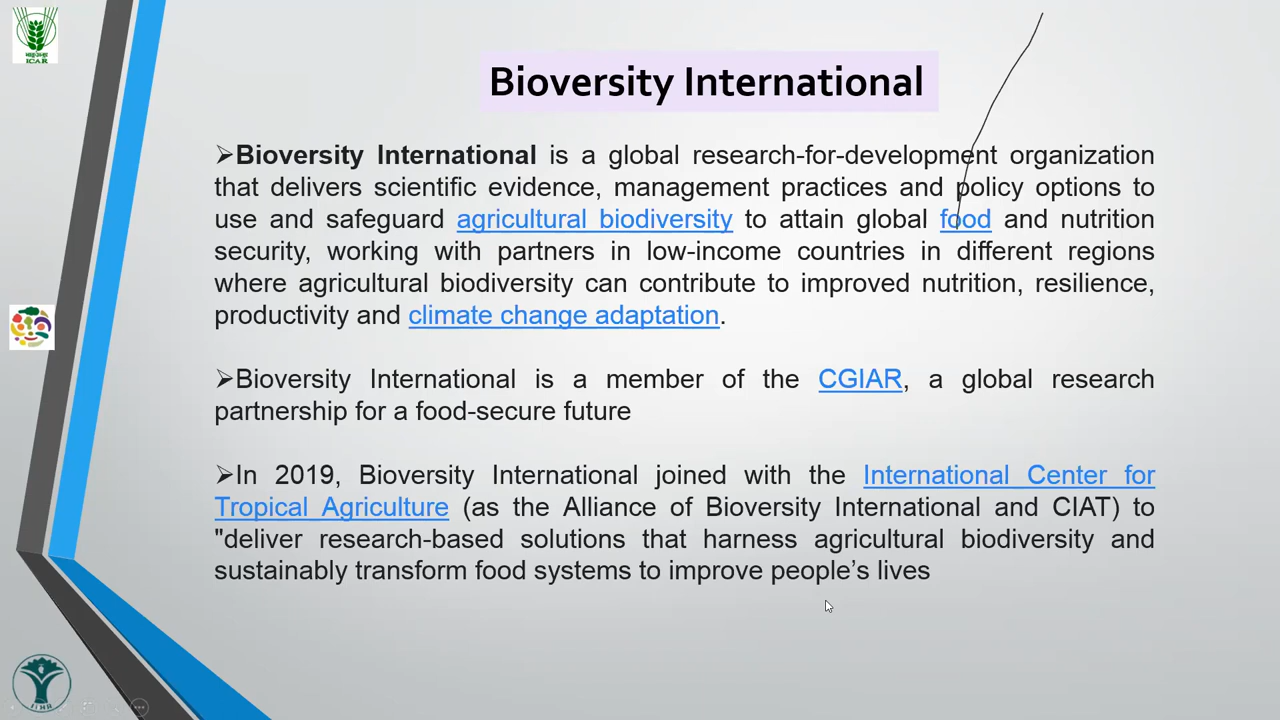 Bioversity International
➢Bioversity International is a global research-for-development organization
that delivers scientific evidence, management practices and policy options to
use and safeguard agricultural biodiversity to attain global food and nutrition
security, working with partners in low-income countries in different regions
where agricultural biodiversity can contribute to improved nutrition, resilience,
productivity and climate change adaptation.
➢Bioversity International is a member of the CGIAR, a global research
partnership for a food-secure future
➢In 2019, Bioversity International joined with the International Center for
Tropical Agriculture (as the Alliance of Bioversity International and CIAT) to
"deliver research-based solutions that harness agricultural biodiversity and
sustainably transform food systems to improve people’s lives
ICAR
IIHR